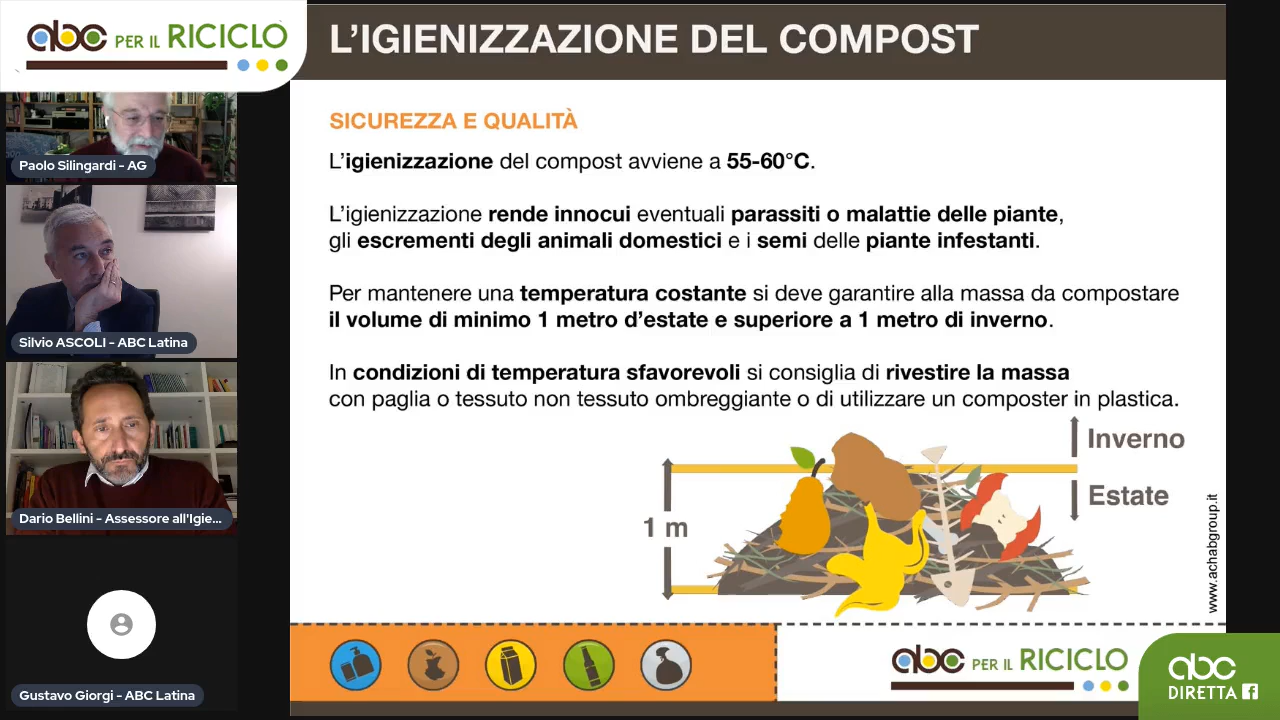 abc PER IL RICICLO
L'IGIENIZZAZIONE DEL COMPOST
Paolo Silingardi - AG
Silvio ASCOLI - ABC Latina
Dario Bellini - Assessore all'Igie...
Gustavo Giorgi - ABC Latina
SICUREZZA E QUALITÀ
L'igienizzazione del compost avviene a 55-60°C.
L'igienizzazione rende innocui eventuali parassiti o malattie delle piante,
gli escrementi degli animali domestici e i semi delle piante infestanti.
Per mantenere una temperatura costante si deve garantire alla massa da compostare
il volume di minimo 1 metro d'estate e superiore a 1 metro di inverno.
In condizioni di temperatura sfavorevoli si consiglia di rivestire la massa
con paglia o tessuto non tessuto ombreggiante o di utilizzare un composter in plastica.
Inverno
Estate
1 m
www.achabgroup.it
abc PER IL RICICLO
abc
DIRETTA